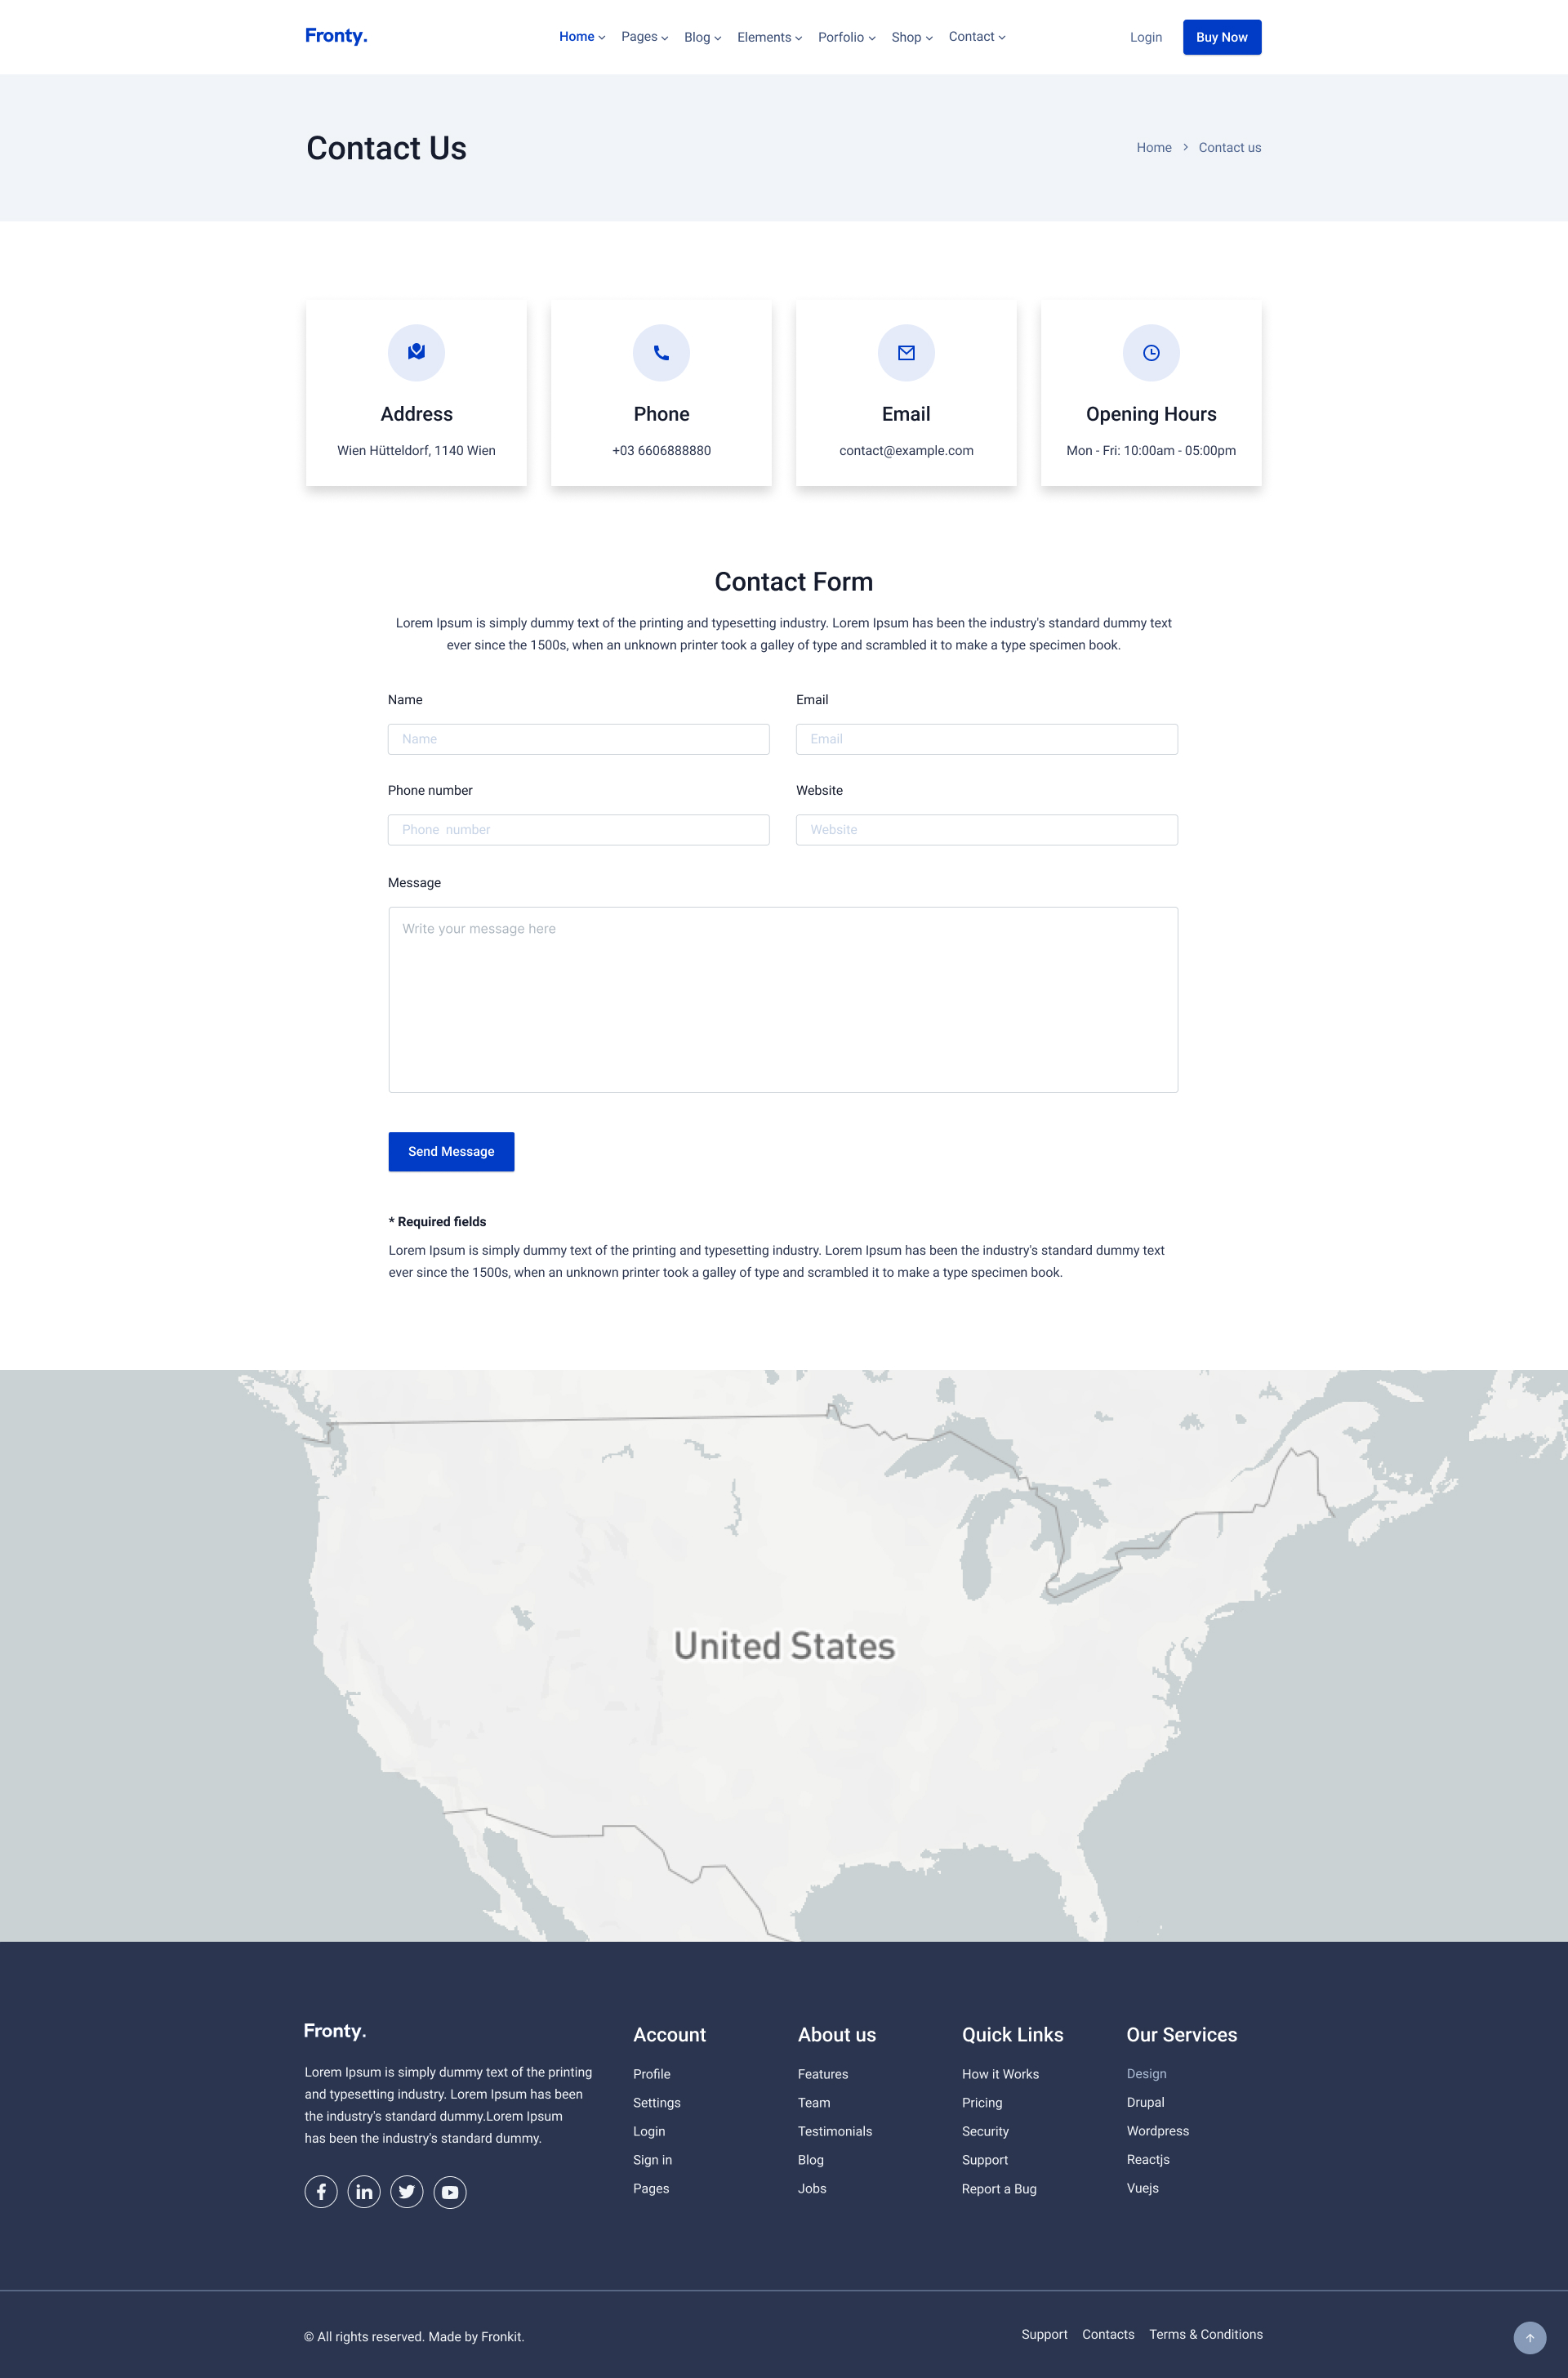 Fronty.
Home Pages Blog Elements Porfolio Shop Contact
Login
Buy Now
Contact Us
Home > Contact us
Address
Wien Hütteldorf, 1140 Wien
Phone
+03 6606888880
Email
contact@example.com
Opening Hours
Mon - Fri: 10:00am - 05:00pm
Contact Form
Lorem Ipsum is simply dummy text of the printing and typesetting industry. Lorem Ipsum has been the industry's standard dummy text
ever since the 1500s, when an unknown printer took a galley of type and scrambled it to make a type specimen book.
Name
Name
Email
Email
Phone number
Phone  number
Website
Website
Message
Write your message here
Send Message
* Required fields
Lorem Ipsum is simply dummy text of the printing and typesetting industry. Lorem Ipsum has been the industry's standard dummy text
ever since the 1500s, when an unknown printer took a galley of type and scrambled it to make a type specimen book.
United States
Fronty.
Lorem Ipsum is simply dummy text of the printing
and typesetting industry. Lorem Ipsum has been
the industry's standard dummy.Lorem Ipsum
has been the industry's standard dummy.
Account
Profile
Settings
Login
Sign in
Pages
About us
Features
Team
Testimonials
Blog
Jobs
Quick Links
How it Works
Pricing
Security
Support
Report a Bug
Our Services
Design
Drupal
Wordpress
Reactjs
Vuejs
© All rights reserved. Made by Fronkit.
Support Contacts Terms & Conditions